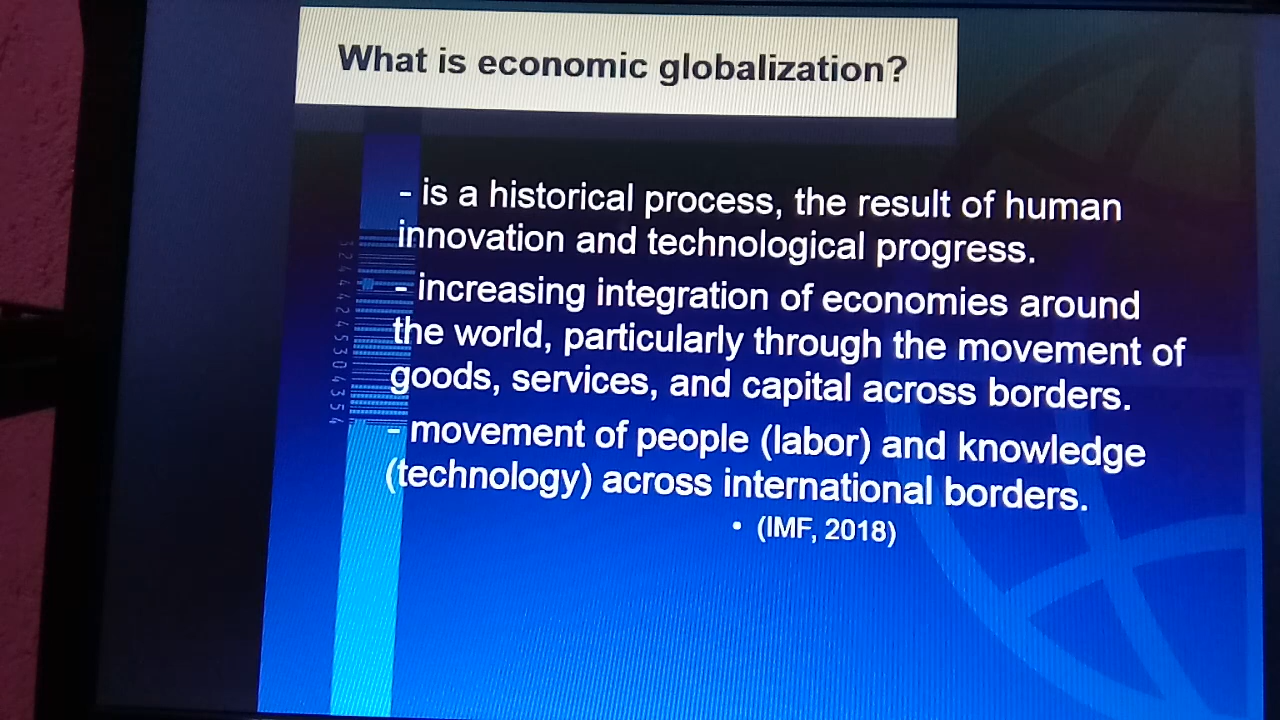 What is economic globalization?
- is a historical process, the result of human
innovation and technological progress.
- increasing integration of economies around
the world, particularly through the movement of
goods, services, and capital across borders.
- movement of people (labor) and knowledge
(technology) across international borders.
• (IMF, 2018)